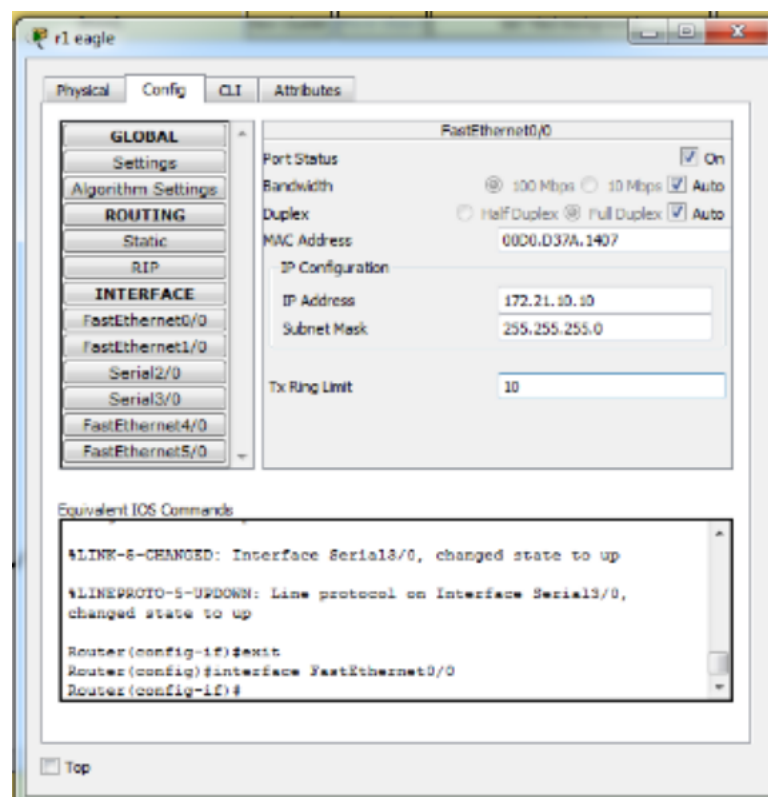 r1 eagle
Physical Config CLI Attributes
GLOBAL
Settings
Algorithm Settings
ROUTING
Static
RIP
INTERFACE
FastEthernet0/0
FastEthernet1/0
Serial2/0
Serial3/0
FastEthernet4/0
FastEthernet5/0
FastEthernet0/0
Port Status On
Bandwidth 100 Mbps 10 Mbps Auto
Duplex Half Duplex Full Duplex Auto
MAC Address 00D0.D37A.1407
IP Configuration
IP Address 172.21.10.10
Subnet Mask 255.255.255.0
Tx Ring Limit 10
Equivalent IOS Commands
%LINK-5-CHANGED: Interface Serial3/0, changed state to up
%LINEPROTO-5-UPDOWN: Line protocol on Interface Serial3/0,
changed state to up
Router(config-if)#exit
Router(config)#interface FastEthernet0/0
Router(config-if)#
Top